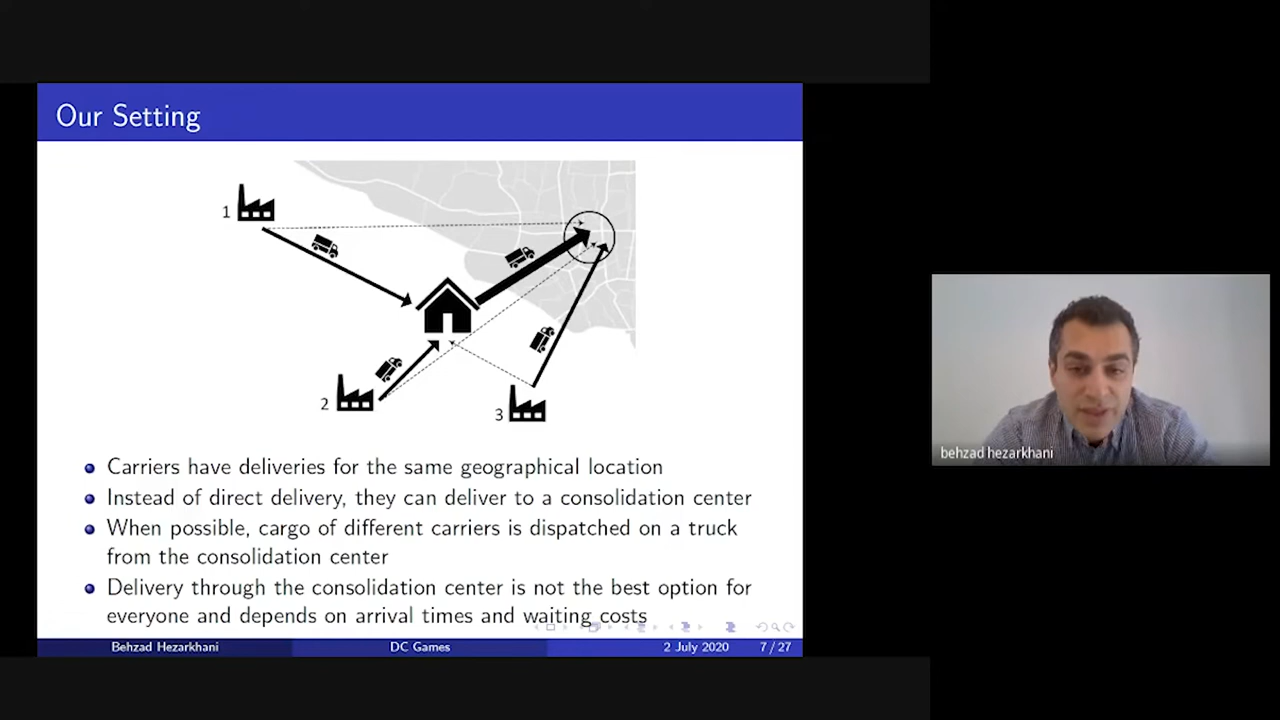 Our Setting
1
2
3
Carriers have deliveries for the same geographical location
Instead of direct delivery, they can deliver to a consolidation center
When possible, cargo of different carriers is dispatched on a truck
from the consolidation center
Delivery through the consolidation center is not the best option for
everyone and depends on arrival times and waiting costs
Behzad Hezarkhani
DC Games
2 July 2020
7 / 27
behzad hezarkhani